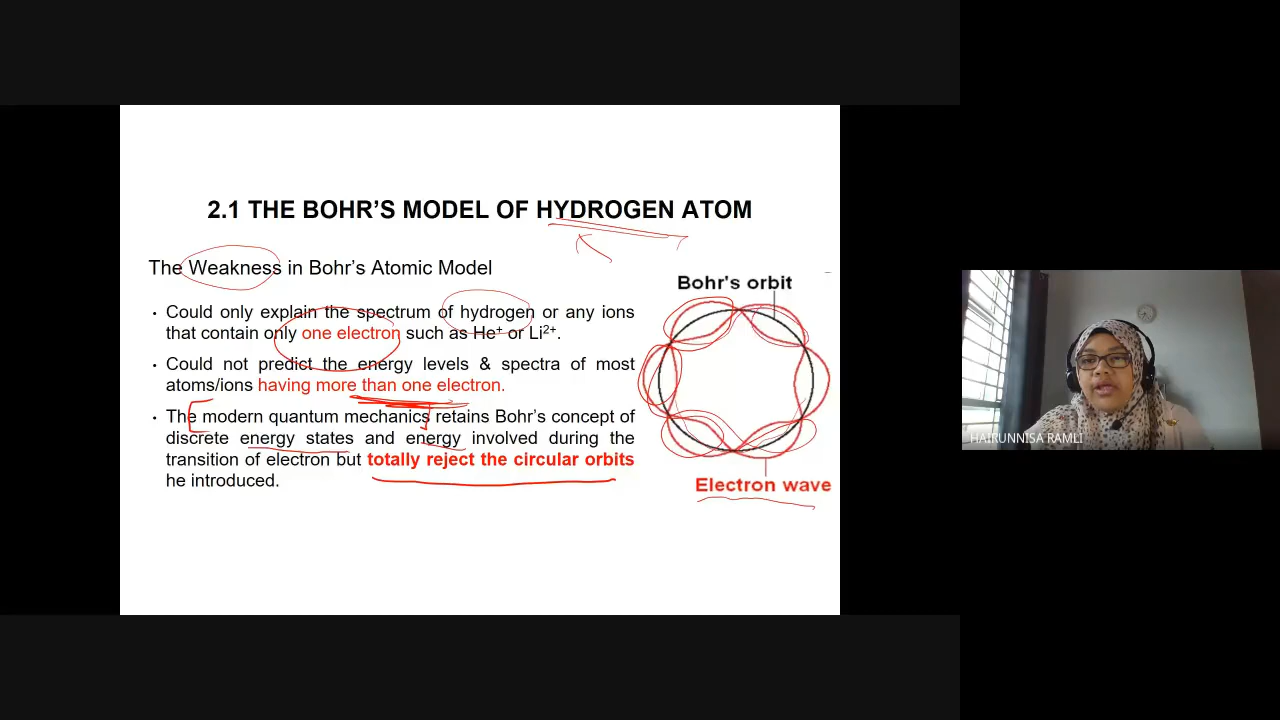 2.1 THE BOHR'S MODEL OF HYDROGEN ATOM
The Weakness in Bohr's Atomic Model
• Could only explain the spectrum of hydrogen or any ions
that contain only one electron such as He⁺ or Li²⁺.
• Could not predict the energy levels & spectra of most
atoms/ions having more than one electron.
• The modern quantum mechanics retains Bohr's concept of
discrete energy states and energy involved during the
transition of electron but totally reject the circular orbits
he introduced.
Bohr's orbit
Electron wave
HAIRUNNISA RAMLI